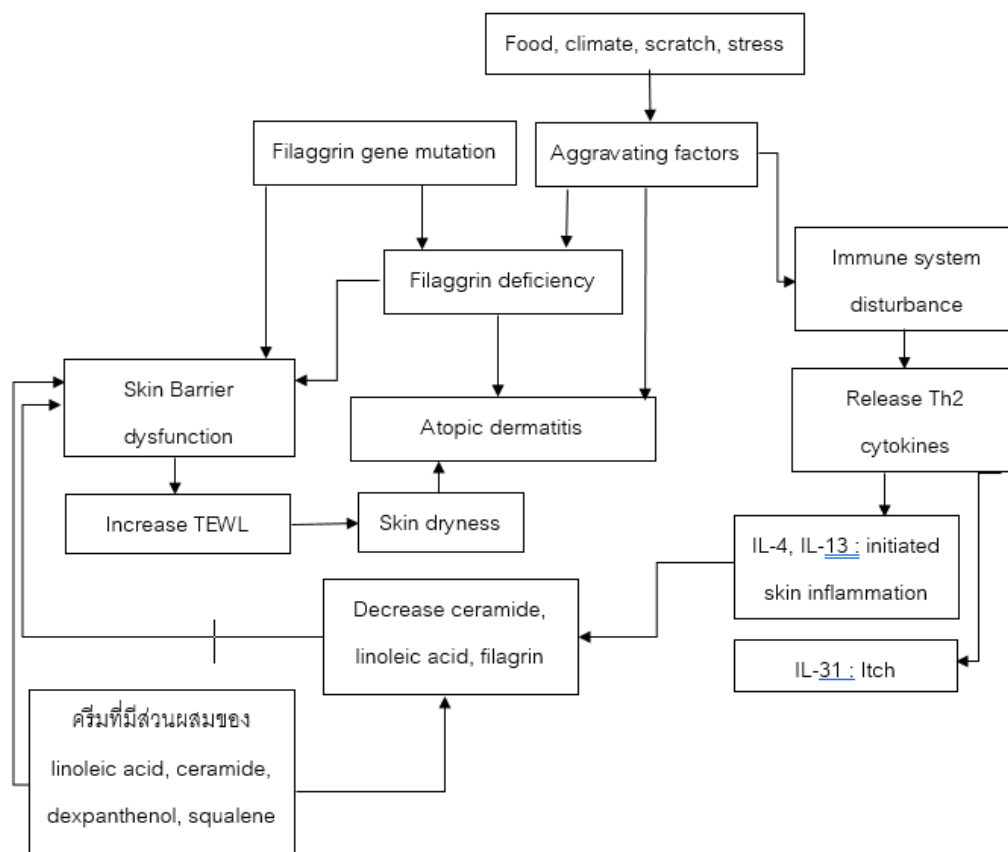 Food, climate, scratch, stress
Filaggrin gene mutation
Aggravating factors
Immune system
disturbance
Filaggrin deficiency
Skin Barrier
dysfunction
Release Th2
cytokines
Atopic dermatitis
Increase TEWL
Skin dryness
IL-4, IL-13 : initiated
skin inflammation
Decrease ceramide,
linoleic acid, filagrin
IL-31 : Itch
ครีมที่มีส่วนผสมของ
linoleic acid, ceramide,
dexpanthenol, squalene